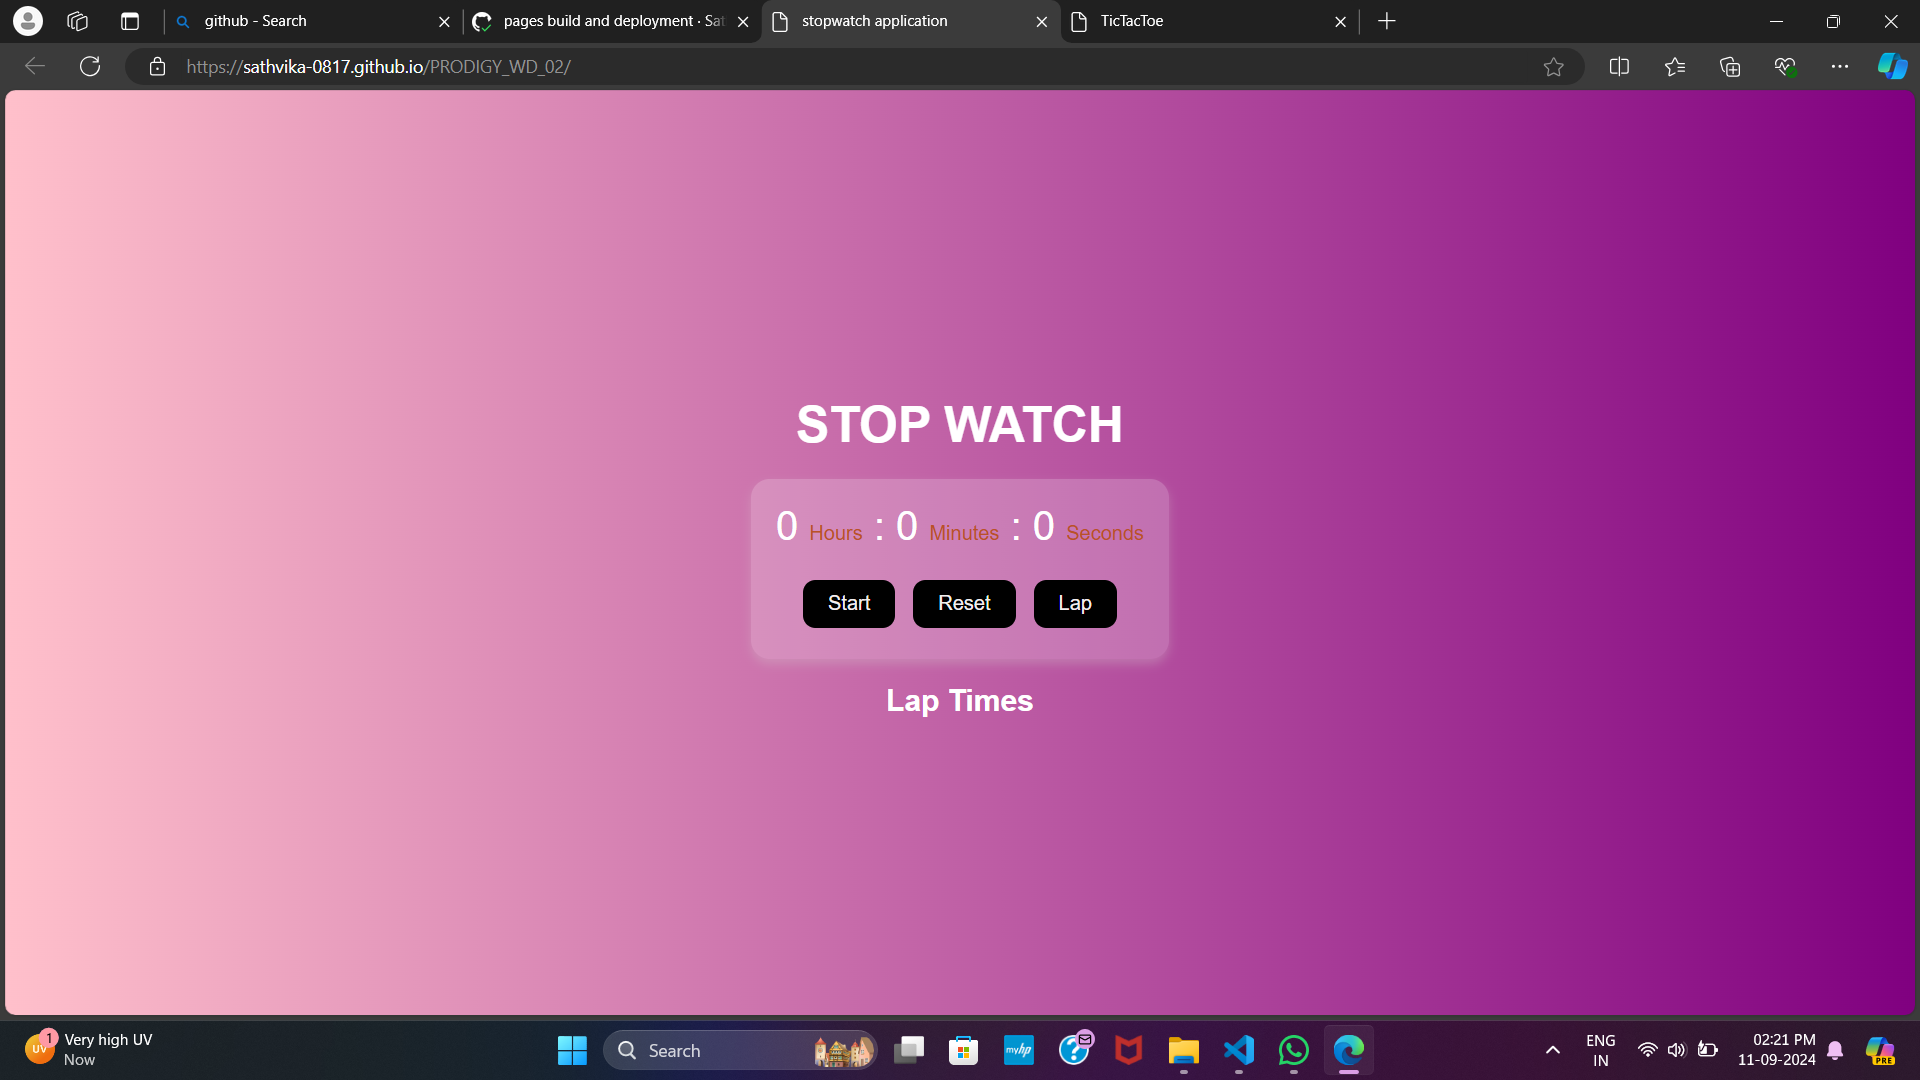 github - Search
pages build and deployment · Sat
stopwatch application
TicTacToe
https://sathvika-0817.github.io/PRODIGY_WD_02/
STOP WATCH
0 Hours : 0 Minutes : 0 Seconds
Start Reset Lap
Lap Times
UV 1 Very high UV
Now
Search
myhp
ENG
IN
02:21 PM
11-09-2024
PRE